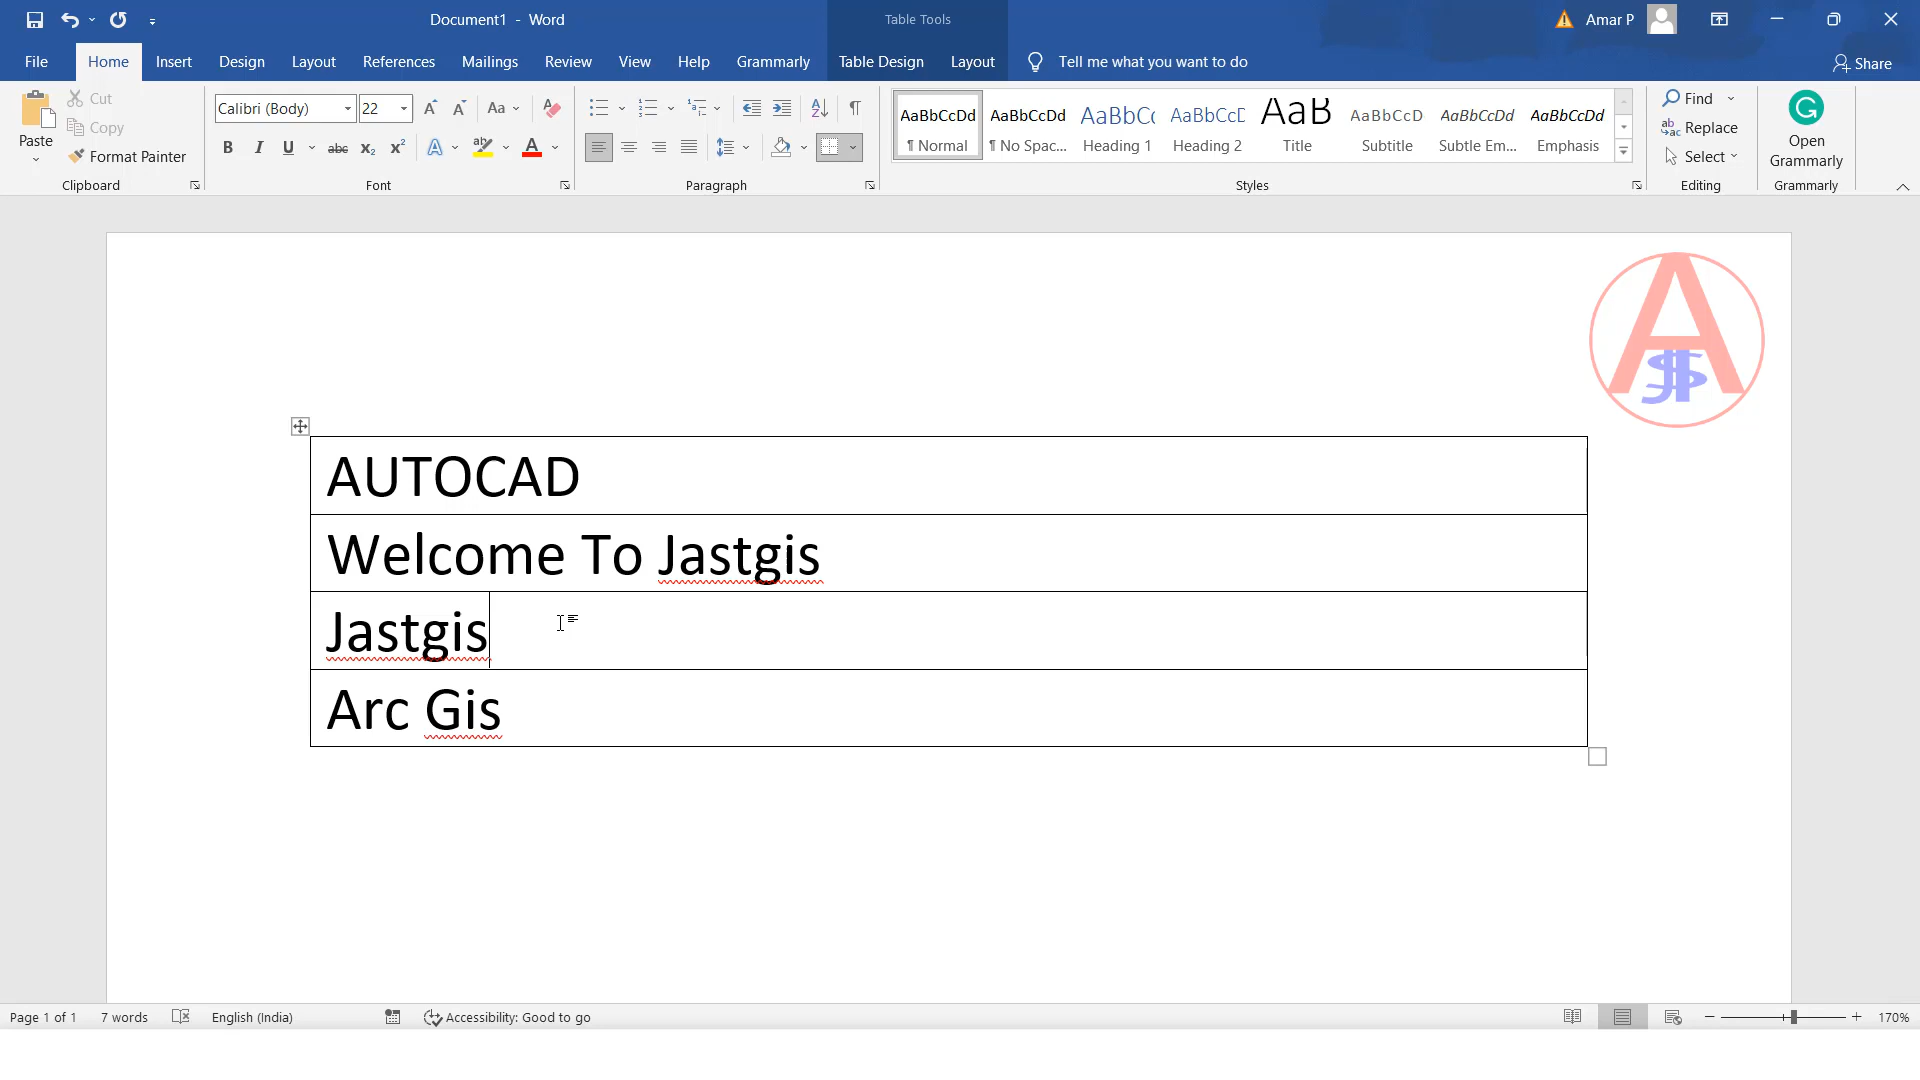 Document1 - Word
Table Tools
Amar P
File
Home
Insert
Design
Layout
References
Mailings
Review
View
Help
Grammarly
Table Design
Layout
Tell me what you want to do
Share
Paste
Cut
Copy
Format Painter
Clipboard
Calibri (Body)
22
Font
Paragraph
AaBbCcDd
¶ Normal
AaBbCcDd
¶ No Spac...
AaBbCc
Heading 1
AaBbCcD
Heading 2
AaB
Title
AaBbCcD
Subtitle
AaBbCcDd
Subtle Em...
AaBbCcDd
Emphasis
Styles
Find
Replace
Select
Editing
Open
Grammarly
Grammarly
AUTOCAD
Welcome To Jastgis
Jastgis
Arc Gis
Page 1 of 1
7 words
English (India)
Accessibility: Good to go
170%